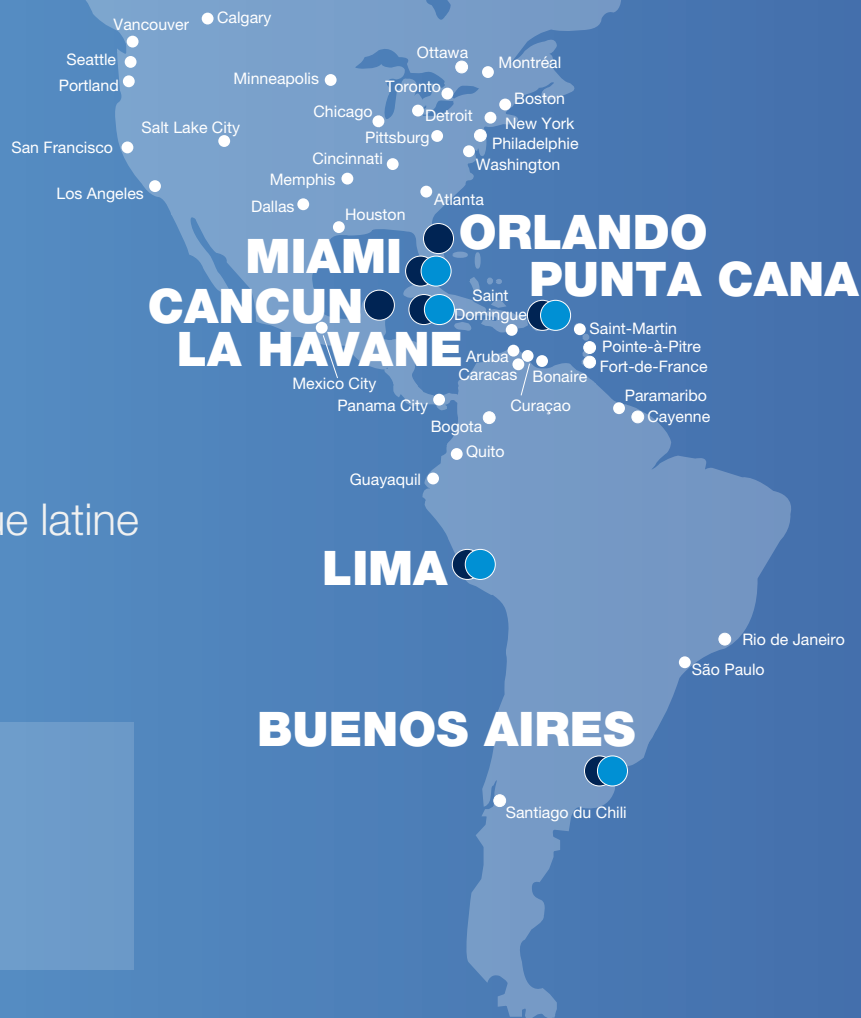 Calgary
Vancouver
Ottawa
Montréal
Seattle
Minneapolis
Portland
Toronto
Boston
Chicago
Detroit
New York
Salt Lake City
Pittsburg
Philadelphie
San Francisco
Cincinnati
Washington
Memphis
Los Angeles
Atlanta
Dallas
Houston
ORLANDO
MIAMI
PUNTA CANA
Saint
Domingue
CANCUN
Saint-Martin
LA HAVANE
Pointe-à-Pitre
Aruba
Fort-de-France
Caracas
Bonaire
Mexico City
Paramaribo
Panama City
Curaçao
Cayenne
Bogota
Quito
Guayaquil
ue latine
LIMA
Rio de Janeiro
São Paulo
BUENOS AIRES
Santiago du Chili